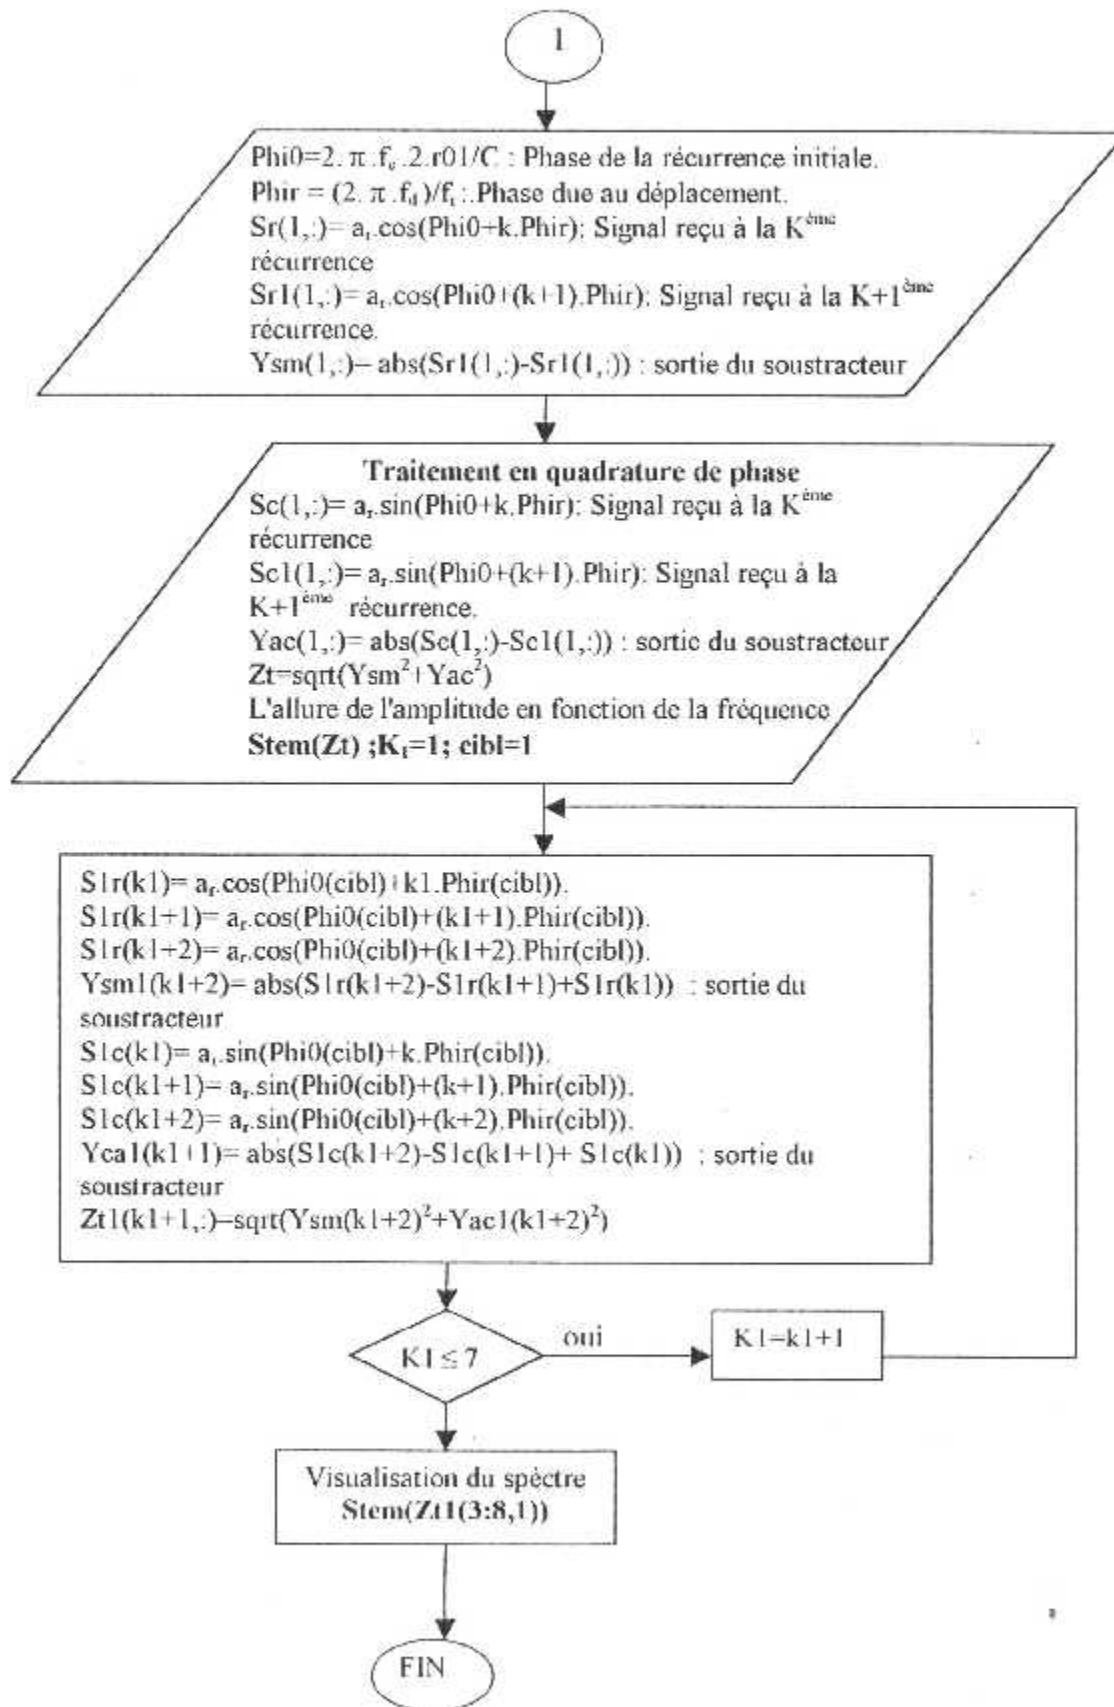 1
Phi0=2. π .fₑ .2.r01/C : Phase de la récurrence initiale.
Phir = (2. π .f_d )/f_r :.Phase due au déplacement.
Sr(1,:)= aᵣ.cos(Phi0+k.Phir): Signal reçu à la K^ème
récurrence
Sr1(1,:)= aᵣ.cos(Phi0+(k+1).Phir): Signal reçu à la K+1^ème
récurrence.
Ysm(1,:)= abs(Sr1(1,:)-Sr1(1,:)) : sortie du soustracteur
Traitement en quadrature de phase
Sc(1,:)= aᵣ.sin(Phi0+k.Phir): Signal reçu à la K^ème
récurrence
Sc1(1,:)= aᵣ.sin(Phi0+(k+1).Phir): Signal reçu à la
K+1^ème récurrence.
Yac(1,:)= abs(Sc(1,:)-Sc1(1,:)) : sortie du soustracteur
Zt=sqrt(Ysm²+Yac²)
L'allure de l'amplitude en fonction de la fréquence
Stem(Zt) ;K₁=1; cibl=1
S1r(k1)= aᵣ.cos(Phi0(cibl)+k1.Phir(cibl)).
S1r(k1+1)= aᵣ.cos(Phi0(cibl)+(k1+1).Phir(cibl)).
S1r(k1+2)= aᵣ.cos(Phi0(cibl)+(k1+2).Phir(cibl)).
Ysm1(k1+2)= abs(S1r(k1+2)-S1r(k1+1)+S1r(k1)) : sortie du
soustracteur
S1c(k1)= aᵣ.sin(Phi0(cibl)+k.Phir(cibl)).
S1c(k1+1)= aᵣ.sin(Phi0(cibl)+(k+1).Phir(cibl)).
S1c(k1+2)= aᵣ.sin(Phi0(cibl)+(k+2).Phir(cibl)).
Yca1(k1+1)= abs(S1c(k1+2)-S1c(k1+1)+ S1c(k1)) : sortie du
soustracteur
Zt1(k1+1,:)=sqrt(Ysm(k1+2)²+Yac1(k1+2)²)
K1 ≤ 7
oui
K1=k1+1
Visualisation du spèctre
Stem(Zt1(3:8,1))
FIN